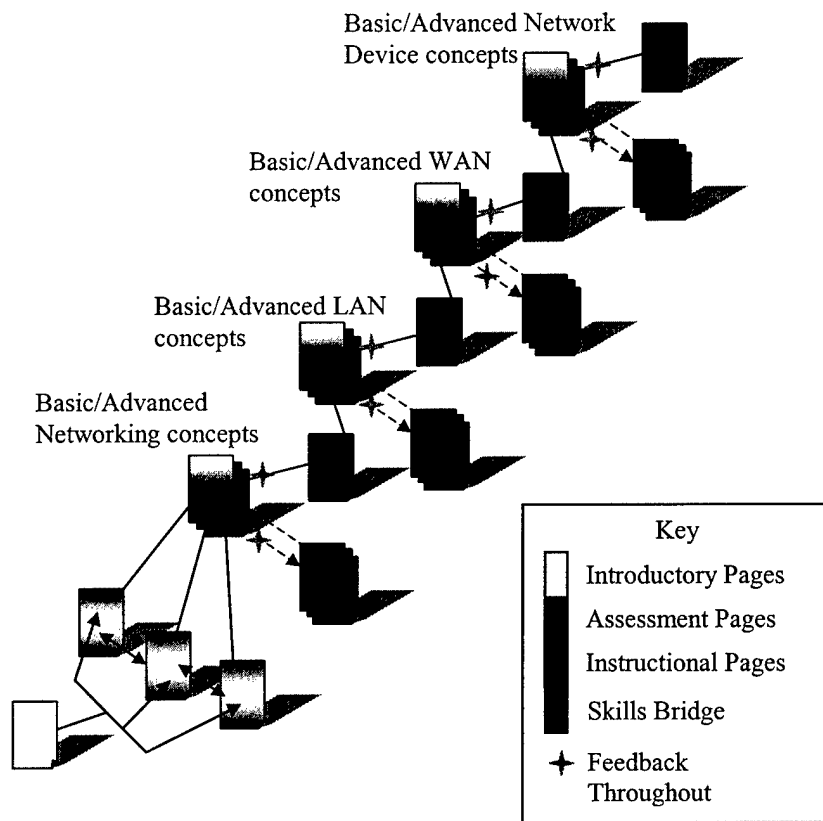 Basic/Advanced Network
Device concepts
Basic/Advanced WAN
concepts
Basic/Advanced LAN
concepts
Basic/Advanced
Networking concepts
Key
Introductory Pages
Assessment Pages
Instructional Pages
Skills Bridge
Feedback
Throughout